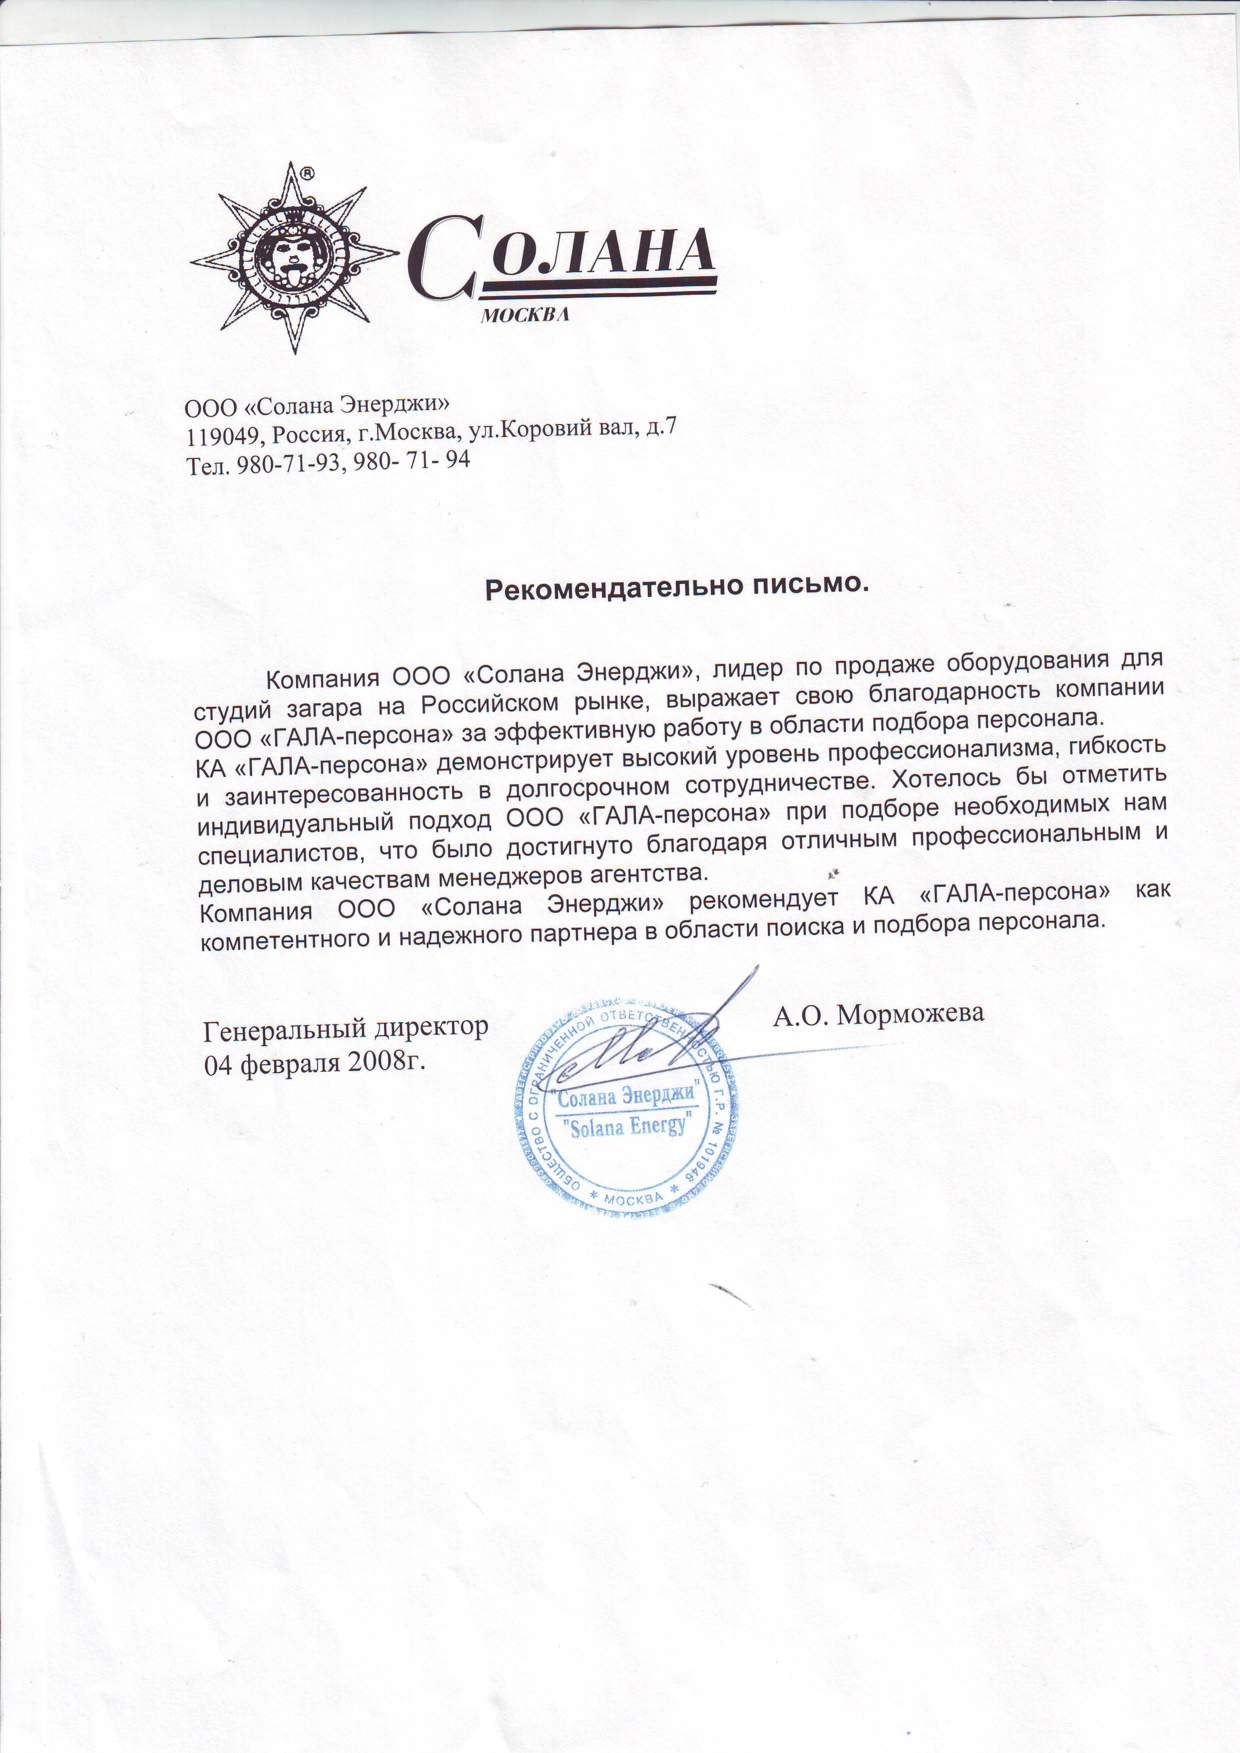 ®
СОЛАНА
МОСКВА
ООО «Солана Энерджи»
119049, Россия, г.Москва, ул.Коровий вал, д.7
Тел. 980-71-93, 980- 71- 94
Рекомендательно письмо.
Компания ООО «Солана Энерджи», лидер по продаже оборудования для
студий загара на Российском рынке, выражает свою благодарность компании
ООО «ГАЛА-персона» за эффективную работу в области подбора персонала.
КА «ГАЛА-персона» демонстрирует высокий уровень профессионализма, гибкость
и заинтересованность в долгосрочном сотрудничестве. Хотелось бы отметить
индивидуальный подход ООО «ГАЛА-персона» при подборе необходимых нам
специалистов, что было достигнуто благодаря отличным профессиональным и
деловым качествам менеджеров агентства.
Компания ООО «Солана Энерджи» рекомендует КА «ГАЛА-персона» как
компетентного и надежного партнера в области поиска и подбора персонала.
Генеральный директор
А.О. Морможева
04 февраля 2008г.
ОБЩЕСТВО С ОГРАНИЧЕННОЙ ОТВЕТСТВЕННОСТЬЮ Г.Р. № 101946
* МОСКВА *
"Солана Энерджи"
"Solana Energy"